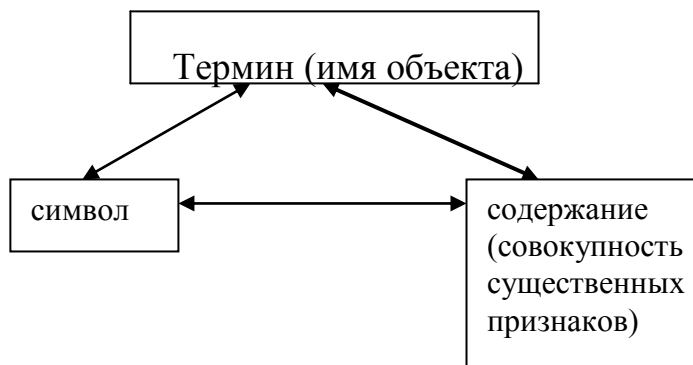 Термин (имя объекта)
символ
содержание
(совокупность
существенных
признаков)